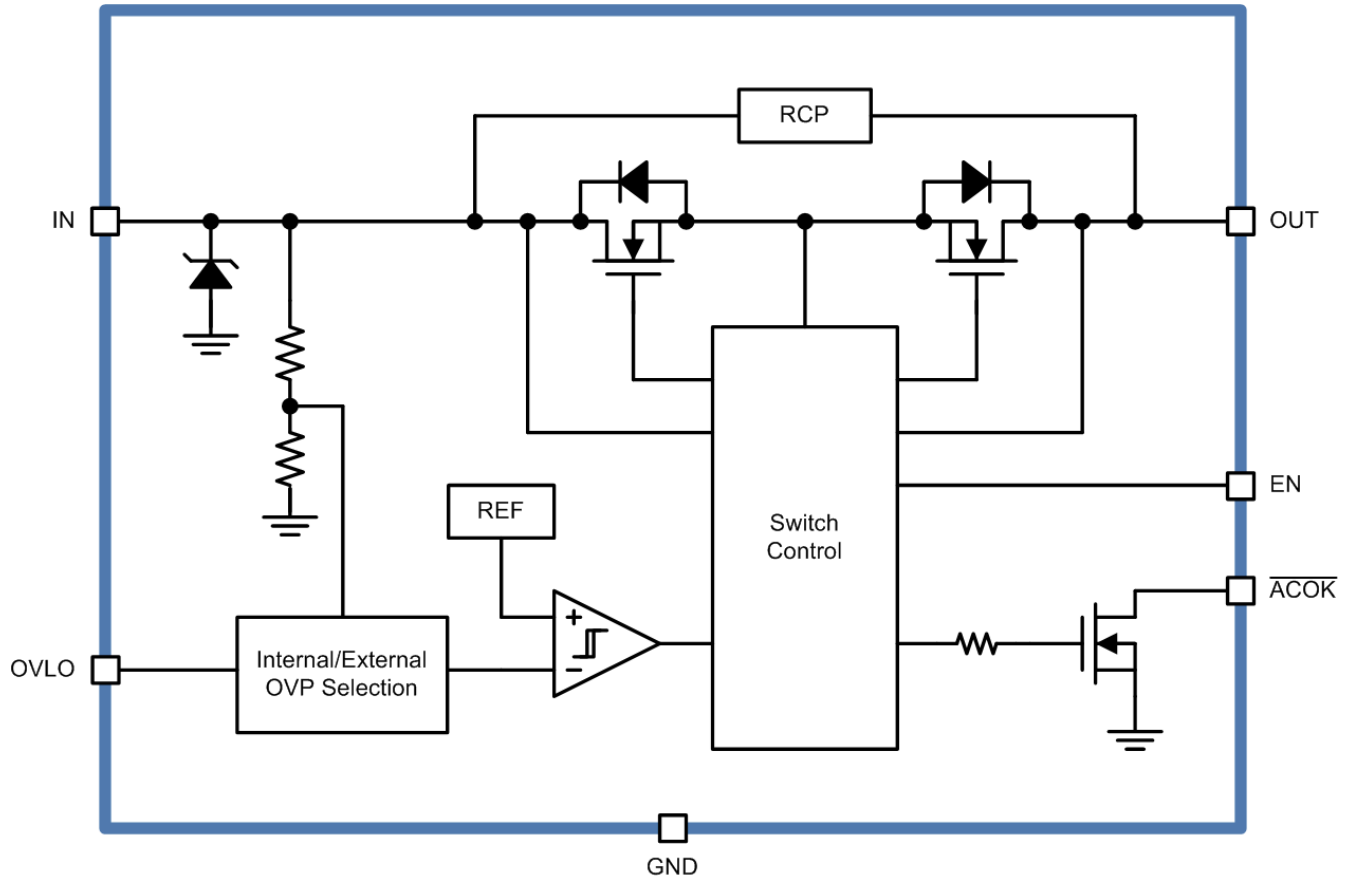 RCP
IN
OUT
REF
Switch
Control
EN
ACOK
+
−
OVLO
Internal/External
OVP Selection
GND